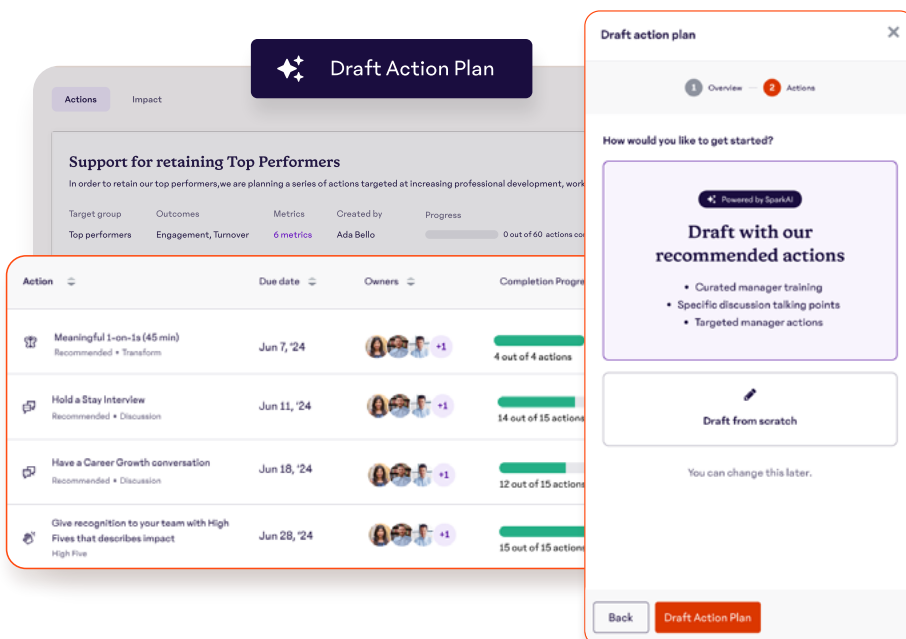 Draft Action Plan
Actions
Impact
Support for retaining Top Performers
In order to retain our top performers,we are planning a series of actions targeted at increasing professional development, work
Target group
Outcomes
Metrics
Created by
Progress
Top performers
Engagement, Turnover
6 metrics
Ada Bello
0 out of 60 actions co
Action
Due date
Owners
Completion Progre
Meaningful 1-on-1s (45 min)
Recommended • Transform
Jun 7, '24
+1
4 out of 4 actions
Hold a Stay Interview
Recommended • Discussion
Jun 11, '24
+1
14 out of 15 actions
Have a Career Growth conversation
Recommended • Discussion
Jun 18, '24
+1
12 out of 15 actions
Give recognition to your team with High
Fives that describes impact
High Five
Jun 28, '24
+1
15 out of 15 actions
Draft action plan
1 Overview
2 Actions
How would you like to get started?
Powered by SparkAI
Draft with our
recommended actions
• Curated manager training
• Specific discussion talking points
• Targeted manager actions
Draft from scratch
You can change this later.
Back
Draft Action Plan